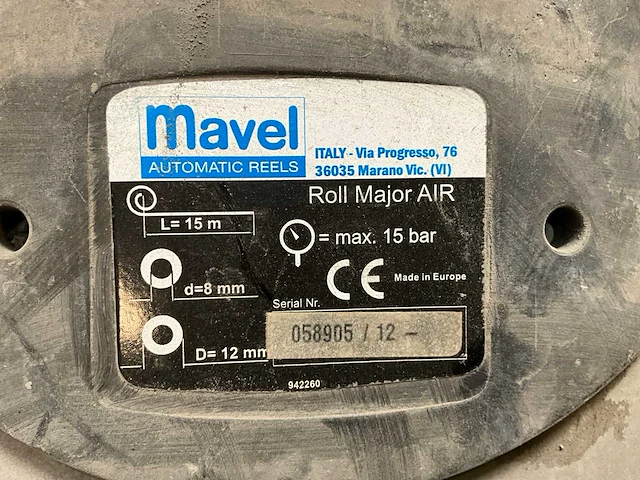 mavel
AUTOMATIC REELS
ITALY - Via Progresso, 76
36035 Marano Vic. (VI)
Roll Major AIR
L= 15 m
= max. 15 bar
d=8 mm
CE
Made in Europe
Serial Nr.
058905 / 12 -
D= 12 mm
942260